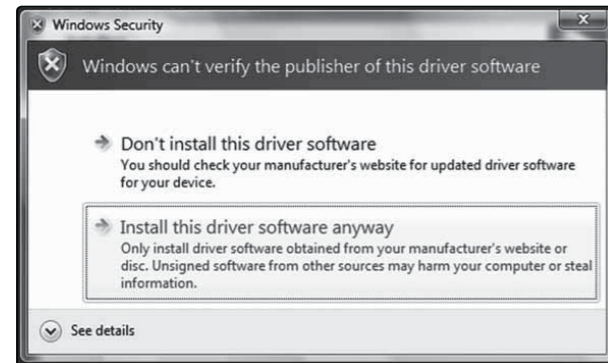 Windows Security
Windows can't verify the publisher of this driver software
Don't install this driver software
You should check your manufacturer's website for updated driver software
for your device.
Install this driver software anyway
Only install driver software obtained from your manufacturer's website or
disc. Unsigned software from other sources may harm your computer or steal
information.
See details